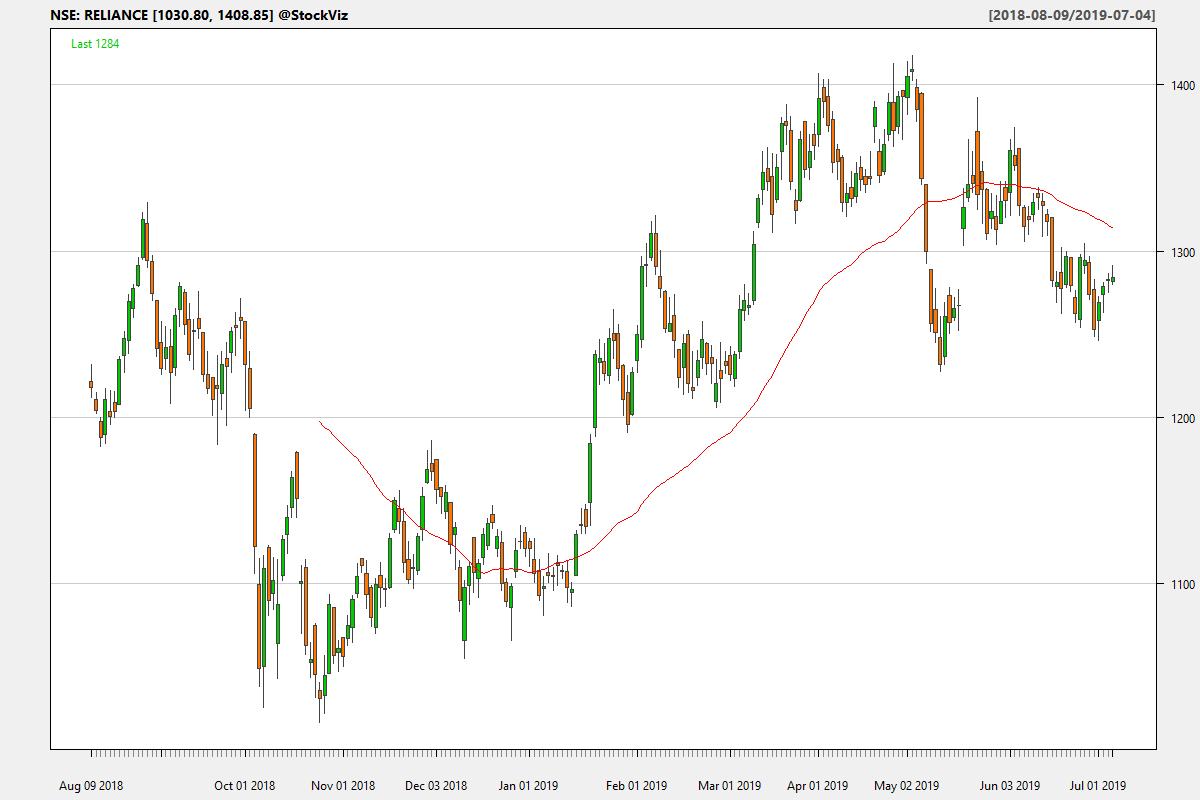 NSE: RELIANCE [1030.80, 1408.85] @StockViz
[2018-08-09/2019-07-04]
Last 1284
1400
1300
1200
1100
Aug 09 2018
Oct 01 2018
Nov 01 2018
Dec 03 2018
Jan 01 2019
Feb 01 2019
Mar 01 2019
Apr 01 2019
May 02 2019
Jun 03 2019
Jul 01 2019